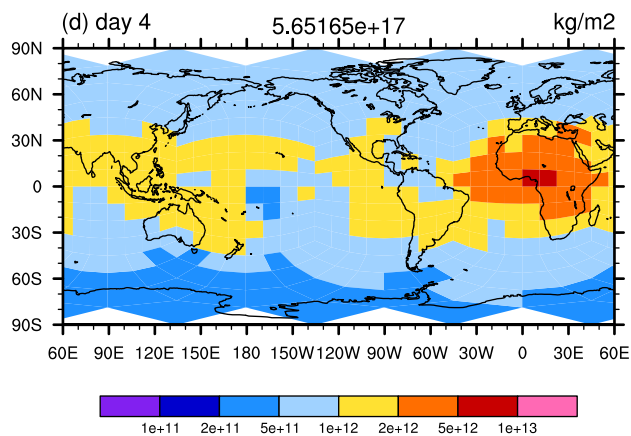 (d) day 4 5.65165e+17 kg/m2
90N
60N
30N
0
30S
60S
90S
60E 90E 120E 150E 180 150W 120W 90W 60W 30W 0 30E 60E
1e+11 2e+11 5e+11 1e+12 2e+12 5e+12 1e+13